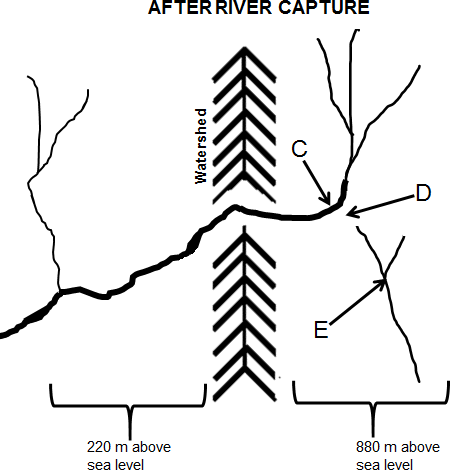 AFTER RIVER CAPTURE
Watershed
C
D
E
220 m above
sea level
880 m above
sea level